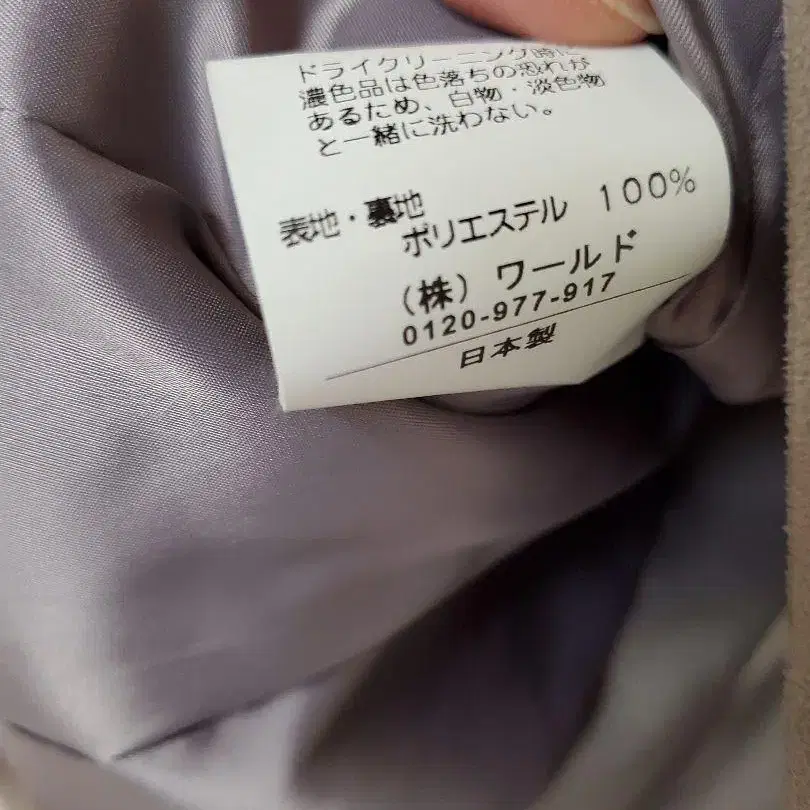 ドライクリーニング時に
濃色品は色落ちの恐れが
あるため、白物・淡色物
と一緒に洗わない。
表地・裏地
ポリエステル 100%
(株) ワールド
0120-977-917
日本製